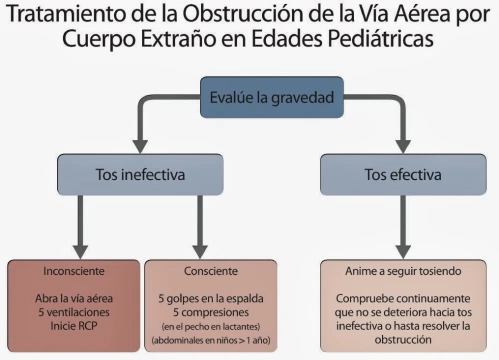 Tratamiento de la Obstrucción de la Vía Aérea por
Cuerpo Extraño en Edades Pediátricas
Evalúe la gravedad
Tos inefectiva
Tos efectiva
Inconsciente
Abra la vía aérea
5 ventilaciones
Inicie RCP
Consciente
5 golpes en la espalda
5 compresiones
(en el pecho en lactantes)
(abdominales en niños > 1 año)
Anime a seguir tosiendo
Compruebe continuamente
que no se deteriora hacia tos
inefectiva o hasta resolver la
obstrucción